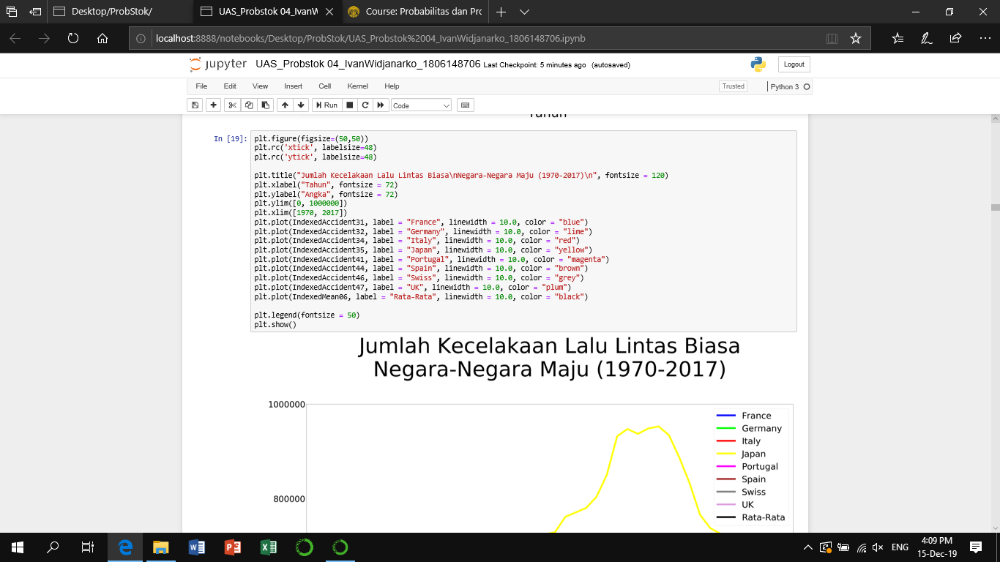 Desktop/ProbStok/
UAS_Probstok 04_IvanW
Course: Probabilitas dan Pro
localhost:8888/notebooks/Desktop/ProbStok/UAS_Probstok%2004_IvanWidjanarko_1806148706.ipynb
jupyter UAS_Probstok 04_IvanWidjanarko_1806148706 Last Checkpoint: 5 minutes ago (autosaved)
Logout
File Edit View Insert Cell Kernel Help
Trusted
Python 3
Run
Code
Tahun
In [19]:
plt.figure(figsize=(50,50))
plt.rc('xtick', labelsize=48)
plt.rc('ytick', labelsize=48)
plt.title("Jumlah Kecelakaan Lalu Lintas Biasa\nNegara-Negara Maju (1970-2017)\n", fontsize = 120)
plt.xlabel("Tahun", fontsize = 72)
plt.ylabel("Angka", fontsize = 72)
plt.ylim([0, 1000000])
plt.xlim([1970, 2017])
plt.plot(IndexedAccident31, label = "France", linewidth = 10.0, color = "blue")
plt.plot(IndexedAccident32, label = "Germany", linewidth = 10.0, color = "lime")
plt.plot(IndexedAccident34, label = "Italy", linewidth = 10.0, color = "red")
plt.plot(IndexedAccident35, label = "Japan", linewidth = 10.0, color = "yellow")
plt.plot(IndexedAccident41, label = "Portugal", linewidth = 10.0, color = "magenta")
plt.plot(IndexedAccident44, label = "Spain", linewidth = 10.0, color = "brown")
plt.plot(IndexedAccident46, label = "Swiss", linewidth = 10.0, color = "grey")
plt.plot(IndexedAccident47, label = "UK", linewidth = 10.0, color = "plum")
plt.plot(IndexedMean06, label = "Rata-Rata", linewidth = 10.0, color = "black")
plt.legend(fontsize = 50)
plt.show()
Jumlah Kecelakaan Lalu Lintas Biasa
Negara-Negara Maju (1970-2017)
1000000
800000
France
Germany
Italy
Japan
Portugal
Spain
Swiss
UK
Rata-Rata
ENG
4:09 PM
15-Dec-19